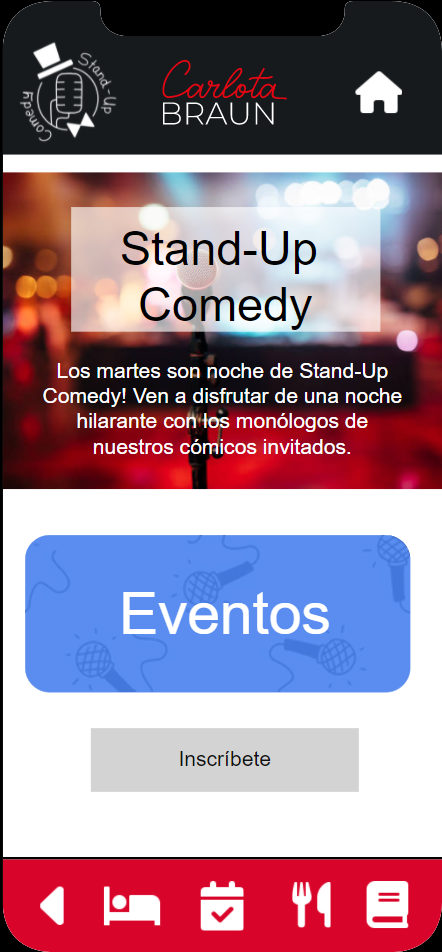 Stand-Up
Comedy
Carlota
BRAUN
Stand-Up
Comedy
Los martes son noche de Stand-Up
Comedy! Ven a disfrutar de una noche
hilarante con los monólogos de
nuestros cómicos invitados.
Eventos
Inscríbete